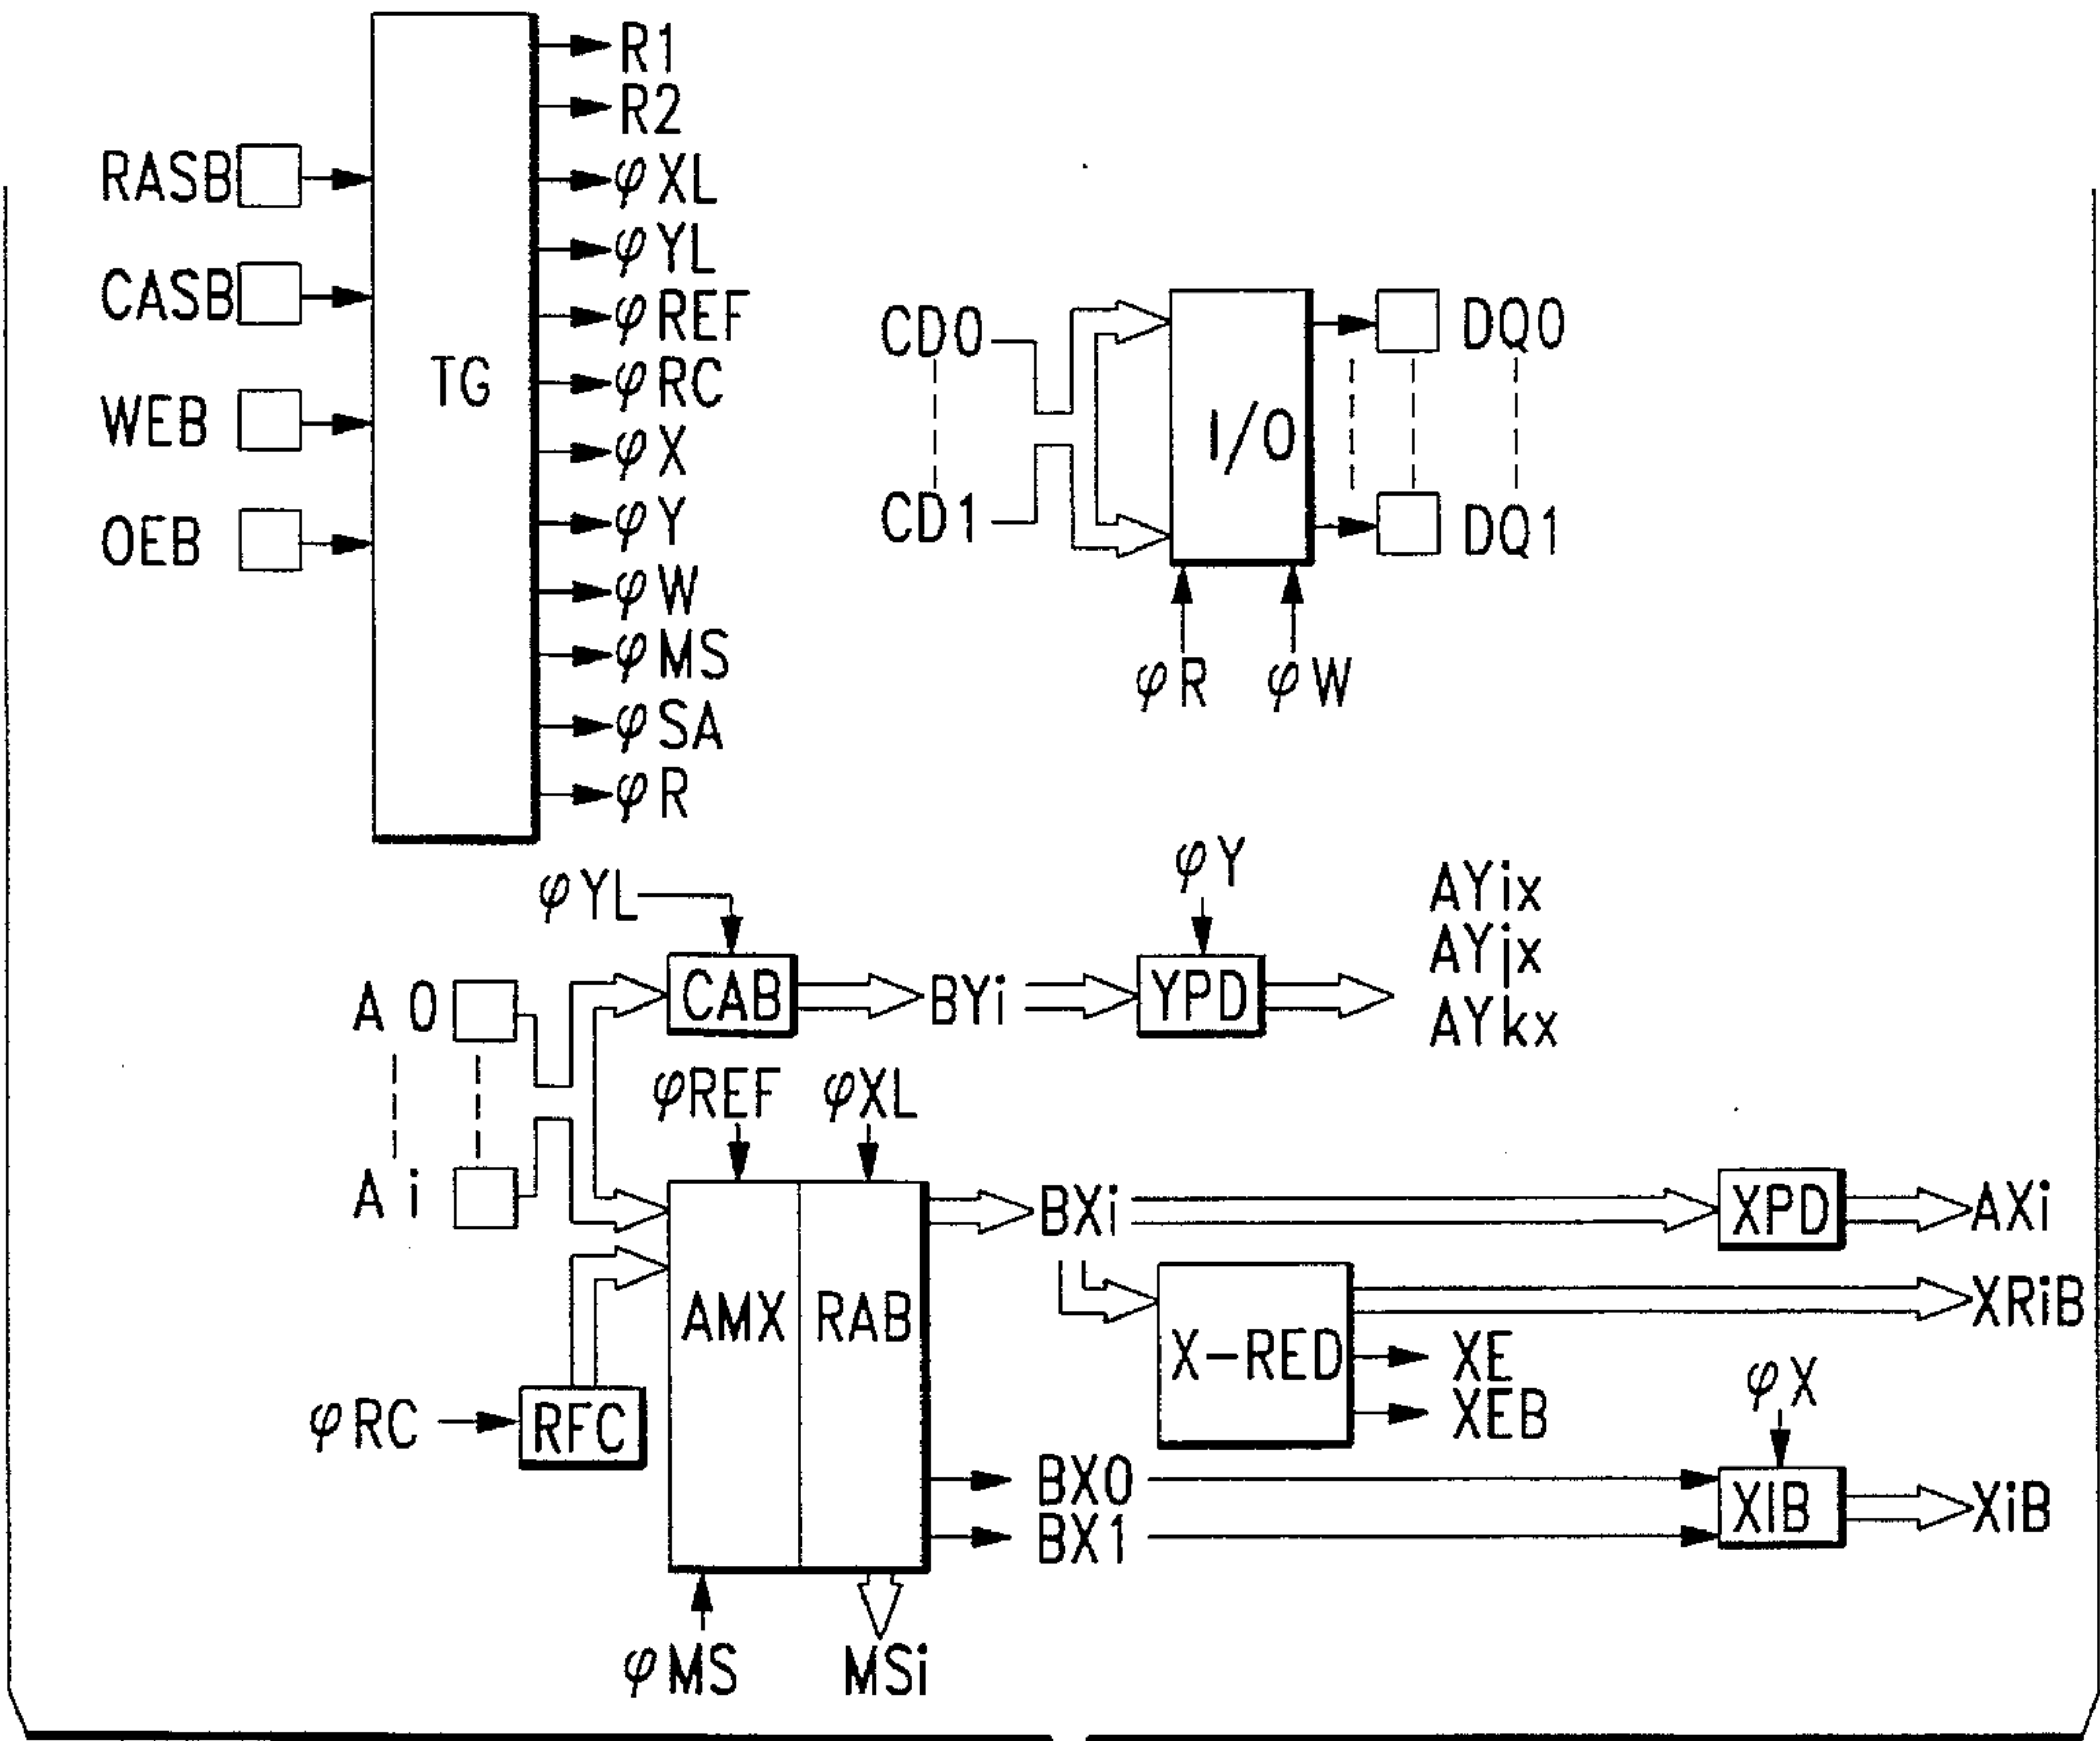 R1
R2
RASB
φXL
φYL
CASB
φREF
CD0
DQ0
TG
φRC
WEB
φX
I/O
φY
CD1
DQ1
OEB
φW
φMS
φR
φW
φSA
φR
φY
AYix
φYL
AYjx
CAB
BYi
YPD
A0
AYkx
φREF
φXL
Ai
BXi
XPD
AXi
AMX
RAB
XRiB
X-RED
XE
φX
φRC
RFC
XEB
BX0
XIB
XiB
BX1
φMS
MSi